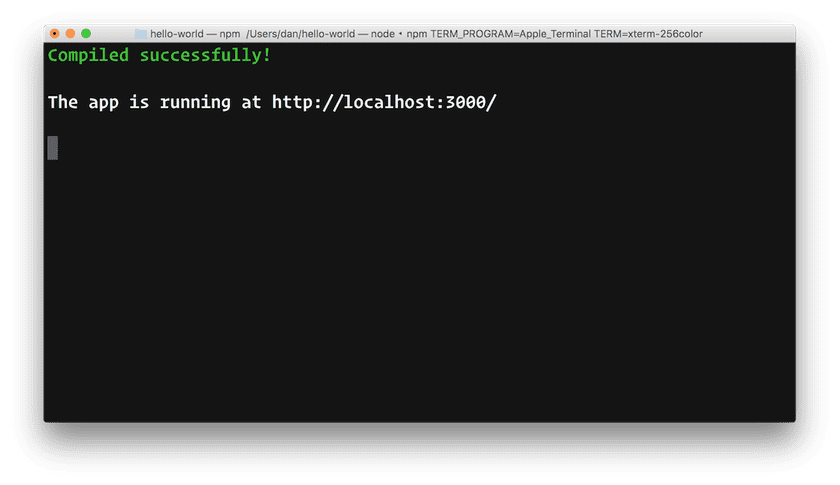 hello-world — npm /Users/dan/hello-world — node • npm TERM_PROGRAM=Apple_Terminal TERM=xterm-256color
Compiled successfully!
The app is running at http://localhost:3000/